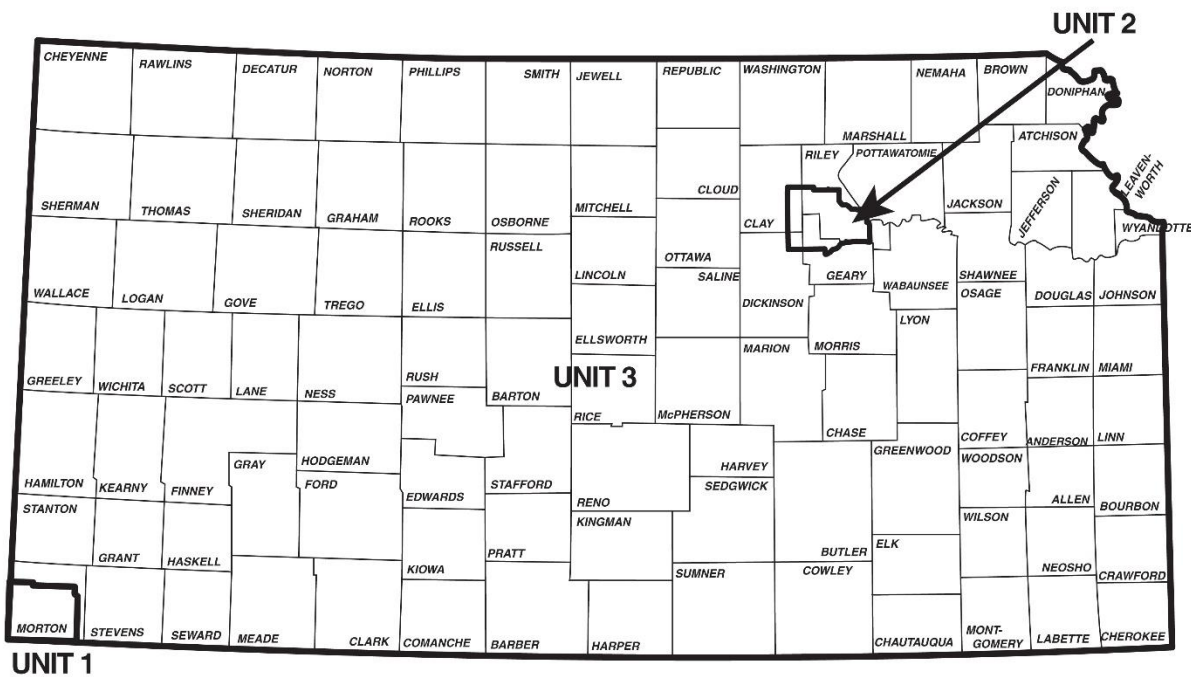 UNIT 2
CHEYENNE
RAWLINS
DECATUR
NORTON
PHILLIPS
SMITH
JEWELL
REPUBLIC
WASHINGTON
NEMAHA
BROWN
DONIPHAN
MARSHALL
ATCHISON
RILEY
POTTAWATOMIE
LEAVEN-
WORTH
SHERMAN
THOMAS
SHERIDAN
GRAHAM
ROOKS
OSBORNE
MITCHELL
CLOUD
CLAY
JACKSON
JEFFERSON
WYANDOTTE
RUSSELL
LINCOLN
OTTAWA
SALINE
GEARY
WABAUNSEE
SHAWNEE
WALLACE
LOGAN
GOVE
TREGO
ELLIS
DICKINSON
OSAGE
DOUGLAS
JOHNSON
ELLSWORTH
MARION
MORRIS
LYON
GREELEY
WICHITA
SCOTT
LANE
NESS
RUSH
UNIT 3
FRANKLIN
MIAMI
PAWNEE
BARTON
RICE
McPHERSON
CHASE
COFFEY
ANDERSON
LINN
HAMILTON
KEARNY
FINNEY
GRAY
HODGEMAN
FORD
EDWARDS
STAFFORD
RENO
HARVEY
SEDGWICK
GREENWOOD
WOODSON
ALLEN
BOURBON
STANTON
GRANT
HASKELL
KIOWA
PRATT
KINGMAN
BUTLER
ELK
WILSON
NEOSHO
CRAWFORD
SUMNER
COWLEY
MORTON
STEVENS
SEWARD
MEADE
CLARK
COMANCHE
BARBER
HARPER
CHAUTAUQUA
MONT-
GOMERY
LABETTE
CHEROKEE
UNIT 1